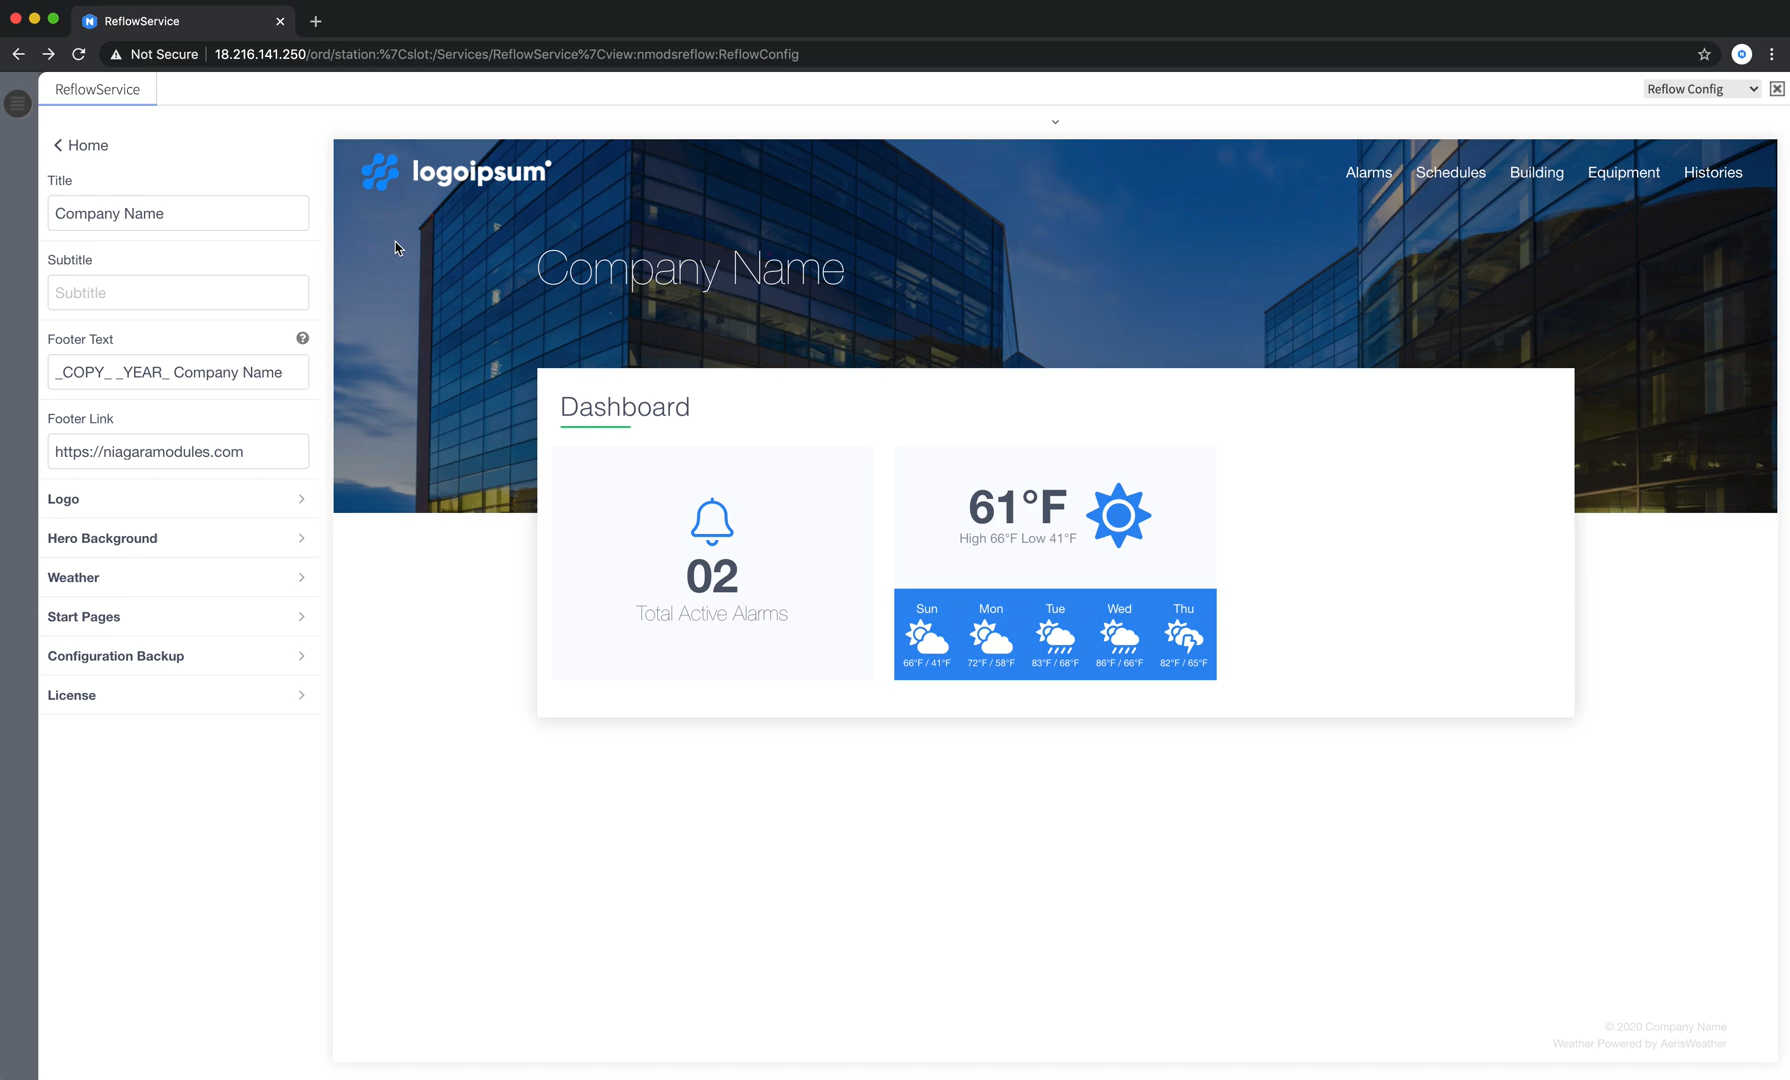 ReflowService
Not Secure
18.216.141.250/ord/station:%7Cslot:/Services/ReflowService%7Cview:nmodsreflow:ReflowConfig
ReflowService
Reflow Config
Home
Title
Company Name
Subtitle
Subtitle
Footer Text
_COPY_ _YEAR_ Company Name
Footer Link
https://niagaramodules.com
Logo
Hero Background
Weather
Start Pages
Configuration Backup
License
logoipsum
Alarms Schedules Building Equipment Histories
Company Name
Dashboard
02
Total Active Alarms
61°F
High 66°F Low 41°F
Sun Mon Tue Wed Thu
66°F / 41°F 72°F / 58°F 83°F / 68°F 86°F / 66°F 82°F / 65°F
© 2020 Company Name
Weather Powered by AerisWeather